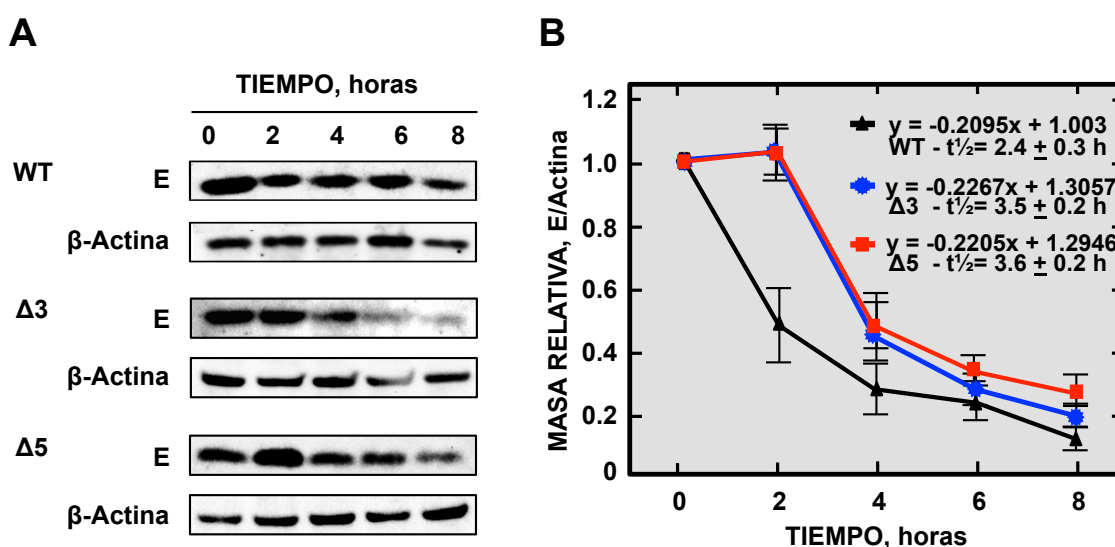 A
TIEMPO, horas
0 2 4 6 8
WT
E
β-Actina
Δ3
E
β-Actina
Δ5
E
β-Actina
B
MASA RELATIVA, E/Actina
1.2
1.0
0.8
0.6
0.4
0.2
0
y = -0.2095x + 1.003
WT - t½= 2.4 ± 0.3 h
y = -0.2267x + 1.3057
Δ3 - t½= 3.5 ± 0.2 h
y = -0.2205x + 1.2946
Δ5 - t½= 3.6 ± 0.2 h
0 2 4 6 8
TIEMPO, horas